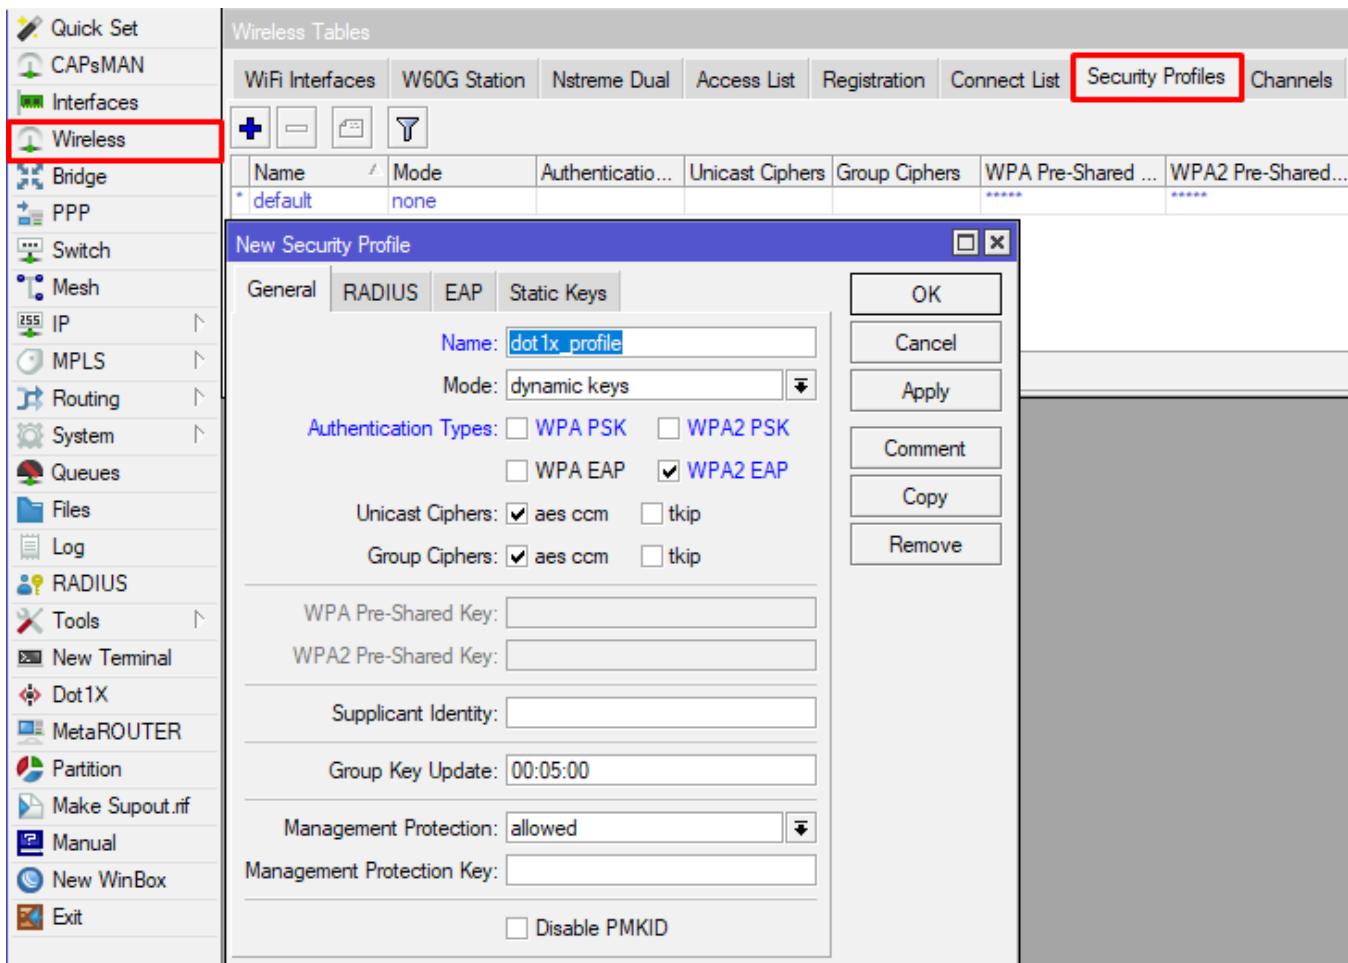 Quick Set
CAPsMAN
Interfaces
Wireless
Bridge
PPP
Switch
Mesh
IP
MPLS
Routing
System
Queues
Files
Log
RADIUS
Tools
New Terminal
Dot1X
MetaROUTER
Partition
Make Supout.rif
Manual
New WinBox
Exit
Wireless Tables
WiFi Interfaces W60G Station Nstreme Dual Access List Registration Connect List Security Profiles Channels
Name Mode Authenticatio... Unicast Ciphers Group Ciphers WPA Pre-Shared ... WPA2 Pre-Shared...
* default none ***** *****
New Security Profile
General RADIUS EAP Static Keys
Name: dot1x_profile
Mode: dynamic keys
Authentication Types: WPA PSK WPA2 PSK
WPA EAP WPA2 EAP
Unicast Ciphers: aes ccm tkip
Group Ciphers: aes ccm tkip
WPA Pre-Shared Key:
WPA2 Pre-Shared Key:
Supplicant Identity:
Group Key Update: 00:05:00
Management Protection: allowed
Management Protection Key:
Disable PMKID
OK
Cancel
Apply
Comment
Copy
Remove